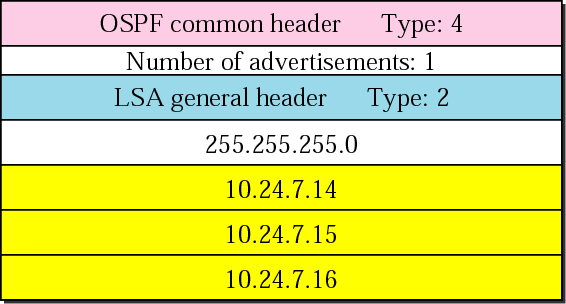 OSPF common header Type: 4
Number of advertisements: 1
LSA general header Type: 2
255.255.255.0
10.24.7.14
10.24.7.15
10.24.7.16